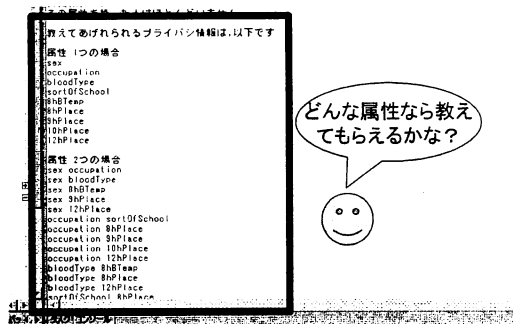 教えてあげれられるプライバシ情報は,以下です
属性 1つの場合
sex
occupation
bloodType
sortOfSchool
8hBTemp
8hPlace
9hPlace
10hPlace
12hPlace
属性 2つの場合
sex occupation
sex bloodType
sex 8hBTemp
sex 9hPlace
sex 12hPlace
occupation sortOfSchool
occupation 8hPlace
occupation 9hPlace
occupation 10hPlace
occupation 12hPlace
bloodType 8hBTemp
bloodType 8hPlace
bloodType 12hPlace
sortOfSchool 8hPlace
どんな属性なら教え
てもらえるかな？